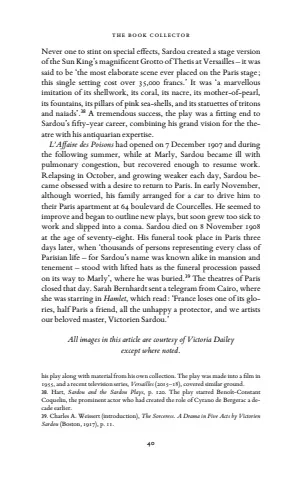 THE BOOK COLLECTOR
Never one to stint on special effects, Sardou created a stage version
of the Sun King's magnificent Grotto of Thetis at Versailles – it was
said to be 'the most elaborate scene ever placed on the Paris stage;
this single setting cost over 35,000 francs.' It was 'a marvellous
imitation of its shellwork, its coral, its nacre, its mother-of-pearl,
its fountains, its pillars of pink sea-shells, and its statuettes of tritons
and naiads'.38 A tremendous success, the play was a fitting end to
Sardou's fifty-year career, combining his grand vision for the the-
atre with his antiquarian expertise.
L'Affaire des Poisons had opened on 7 December 1907 and during
the following summer, while at Marly, Sardou became ill with
pulmonary congestion, but recovered enough to resume work.
Relapsing in October, and growing weaker each day, Sardou be-
came obsessed with a desire to return to Paris. In early November,
although worried, his family arranged for a car to drive him to
their Paris apartment at 64 boulevard de Courcelles. He seemed to
improve and began to outline new plays, but soon grew too sick to
work and slipped into a coma. Sardou died on 8 November 1908
at the age of seventy-eight. His funeral took place in Paris three
days later, when 'thousands of persons representing every class of
Parisian life – for Sardou's name was known alike in mansion and
tenement – stood with lifted hats as the funeral procession passed
on its way to Marly', where he was buried.39 The theatres of Paris
closed that day. Sarah Bernhardt sent a telegram from Cairo, where
she was starring in Hamlet, which read: 'France loses one of its glo-
ries, half Paris a friend, all the unhappy a protector, and we artists
our beloved master, Victorien Sardou.'
All images in this article are courtesy of Victoria Dailey
except where noted.
his play along with material from his own collection. The play was made into a film in
1955, and a recent television series, Versailles (2015–18), covered similar ground.
38. Hart, Sardou and the Sardou Plays, p. 120. The play starred Benoît-Constant
Coquelin, the prominent actor who had created the role of Cyrano de Bergerac a de-
cade earlier.
39. Charles A. Weissert (introduction), The Sorceress. A Drama in Five Acts by Victorien
Sardou (Boston, 1917), p. 11.
40